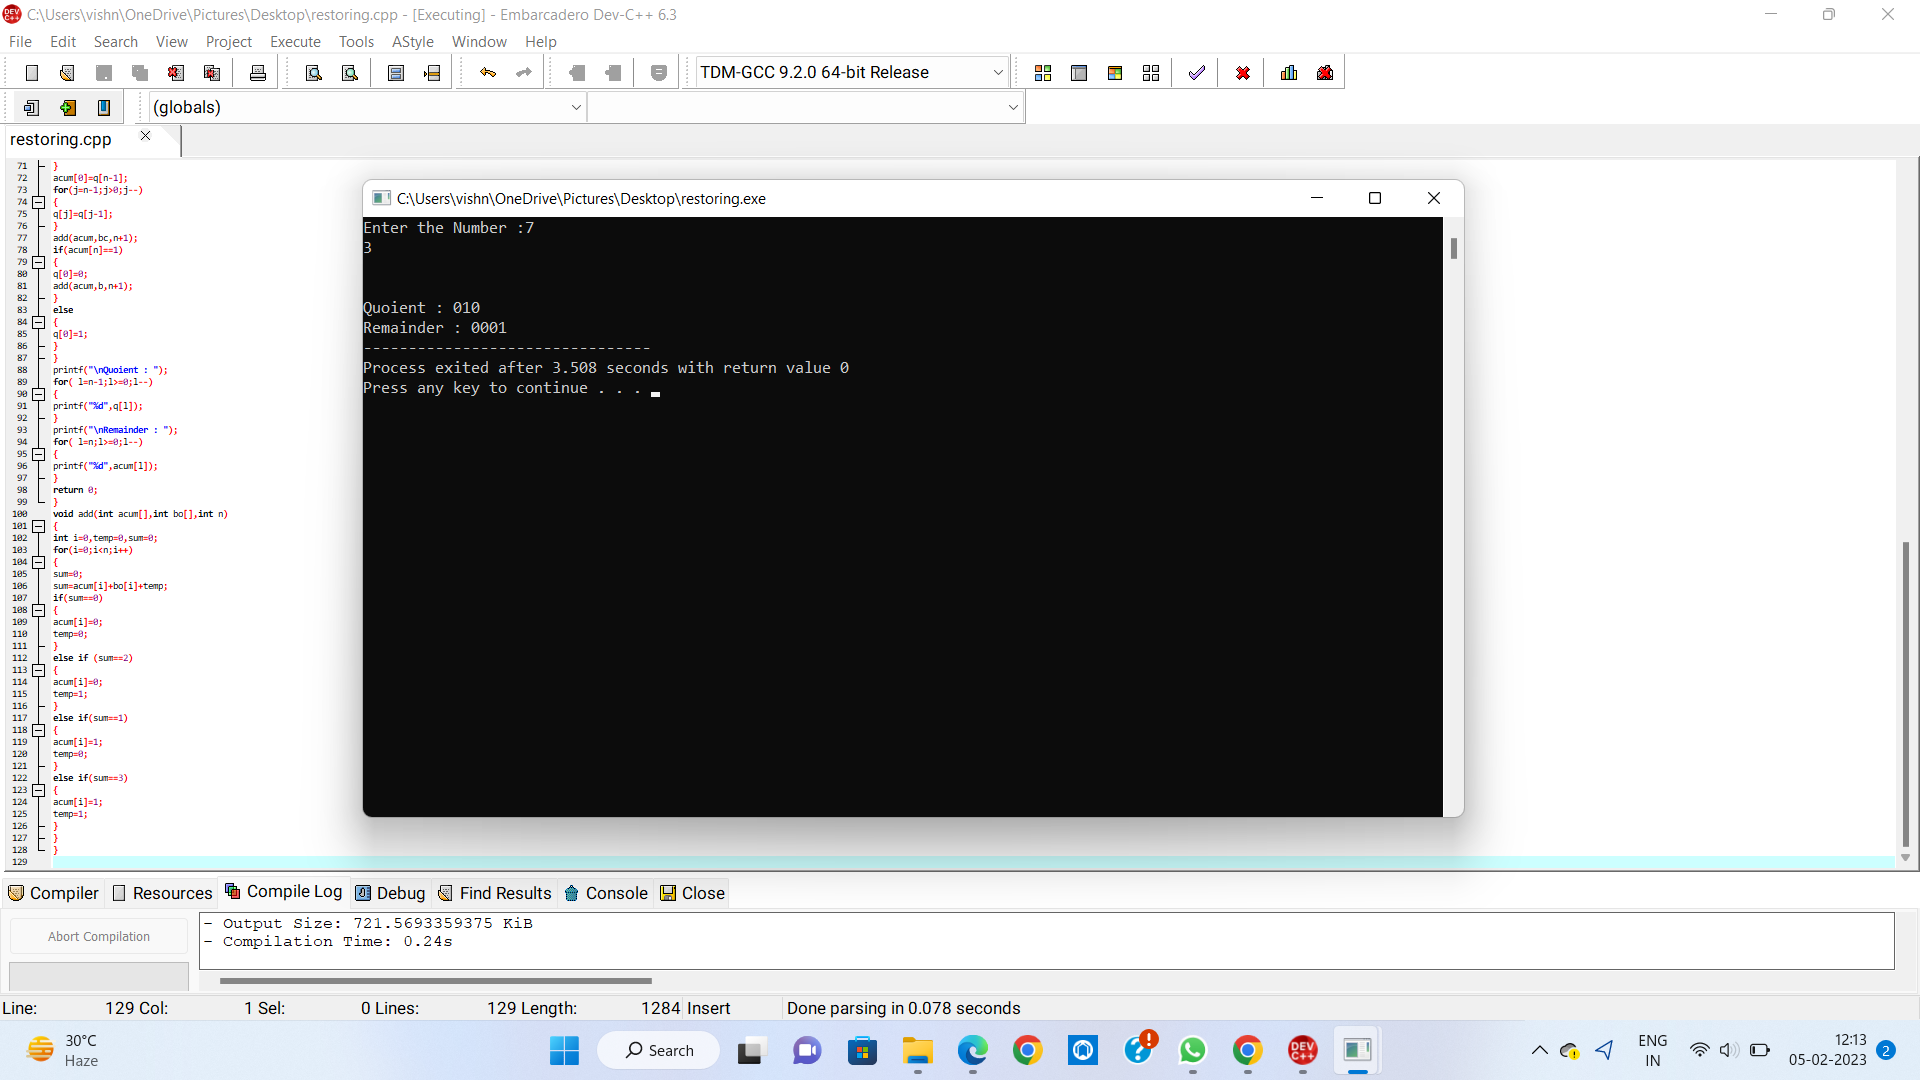 C:\Users\vishn\OneDrive\Pictures\Desktop\restoring.cpp - [Executing] - Embarcadero Dev-C++ 6.3
File Edit Search View Project Execute Tools AStyle Window Help
TDM-GCC 9.2.0 64-bit Release
(globals)
restoring.cpp
71 }
72 acum[0]=q[n-1];
73 for(j=n-1;j>0;j--)
74 {
75 q[j]=q[j-1];
76 }
77 add(acum,bc,n+1);
78 if(acum[n]==1)
79 {
80 q[0]=0;
81 add(acum,b,n+1);
82 }
83 else
84 {
85 q[0]=1;
86 }
87 }
88 printf("\nQuoient : ");
89 for( l=n-1;l>=0;l--)
90 {
91 printf("%d",q[l]);
92 }
93 printf("\nRemainder : ");
94 for( l=n;l>=0;l--)
95 {
96 printf("%d",acum[l]);
97 }
98 return 0;
99 }
100 void add(int acum[],int bo[],int n)
101 {
102 int i=0,temp=0,sum=0;
103 for(i=0;i<n;i++)
104 {
105 sum=0;
106 sum=acum[i]+bo[i]+temp;
107 if(sum==0)
108 {
109 acum[i]=0;
110 temp=0;
111 }
112 else if (sum==2)
113 {
114 acum[i]=0;
115 temp=1;
116 }
117 else if(sum==1)
118 {
119 acum[i]=1;
120 temp=0;
121 }
122 else if(sum==3)
123 {
124 acum[i]=1;
125 temp=1;
126 }
127 }
128 }
129
C:\Users\vishn\OneDrive\Pictures\Desktop\restoring.exe
Enter the Number :7
3
Quoient : 010
Remainder : 0001
--------------------------------
Process exited after 3.508 seconds with return value 0
Press any key to continue . . .
Compiler Resources Compile Log Debug Find Results Console Close
Abort Compilation
- Output Size: 721.5693359375 KiB
- Compilation Time: 0.24s
Line: 129 Col: 1 Sel: 0 Lines: 129 Length: 1284 Insert Done parsing in 0.078 seconds
30°C
Haze
Search
DEV C++
ENG
IN
12:13
05-02-2023
2